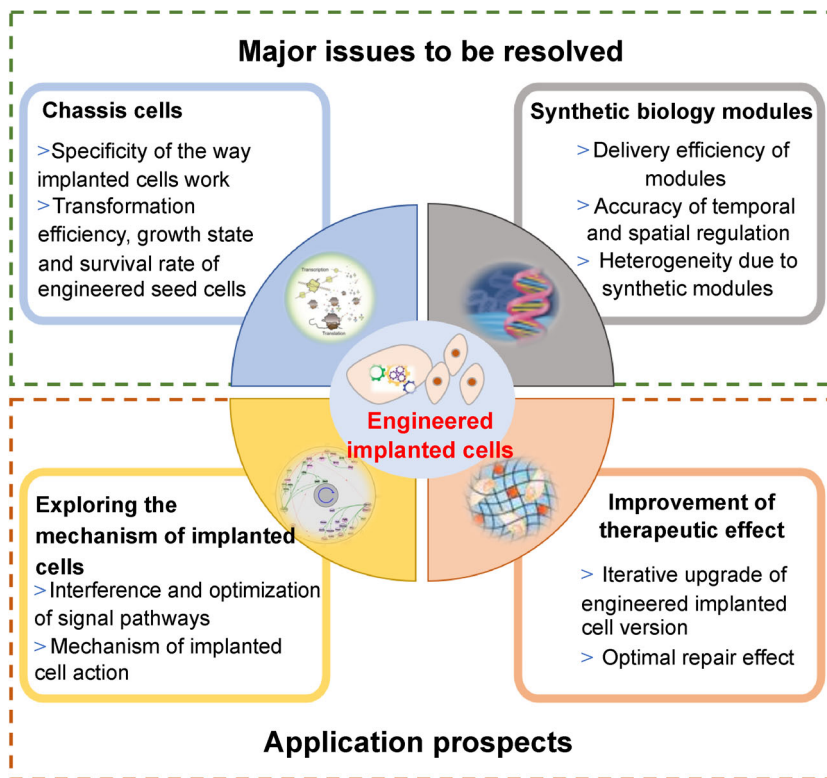 Major issues to be resolved
Chassis cells
>Specificity of the way
implanted cells work
>Transformation
efficiency, growth state
and survival rate of
engineered seed cells
Synthetic biology modules
> Delivery efficiency of
modules
> Accuracy of temporal
and spatial regulation
> Heterogeneity due to
synthetic modules
Transcription
Translation
Engineered
implanted cells
Exploring the
mechanism of implanted
cells
>Interference and optimization
of signal pathways
>Mechanism of implanted
cell action
Improvement of
therapeutic effect
> Iterative upgrade of
engineered implanted
cell version
> Optimal repair effect
Application prospects